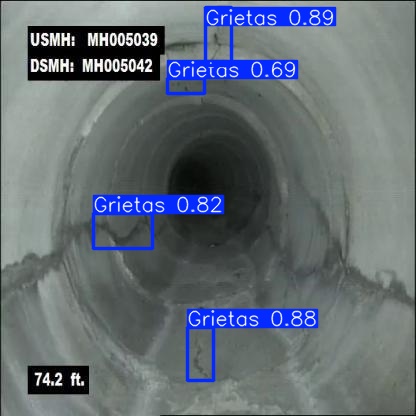 Grietas 0.89
USMH: MH005039
DSMH: MH005042
Grietas 0.69
Grietas 0.82
Grietas 0.88
74.2 ft.